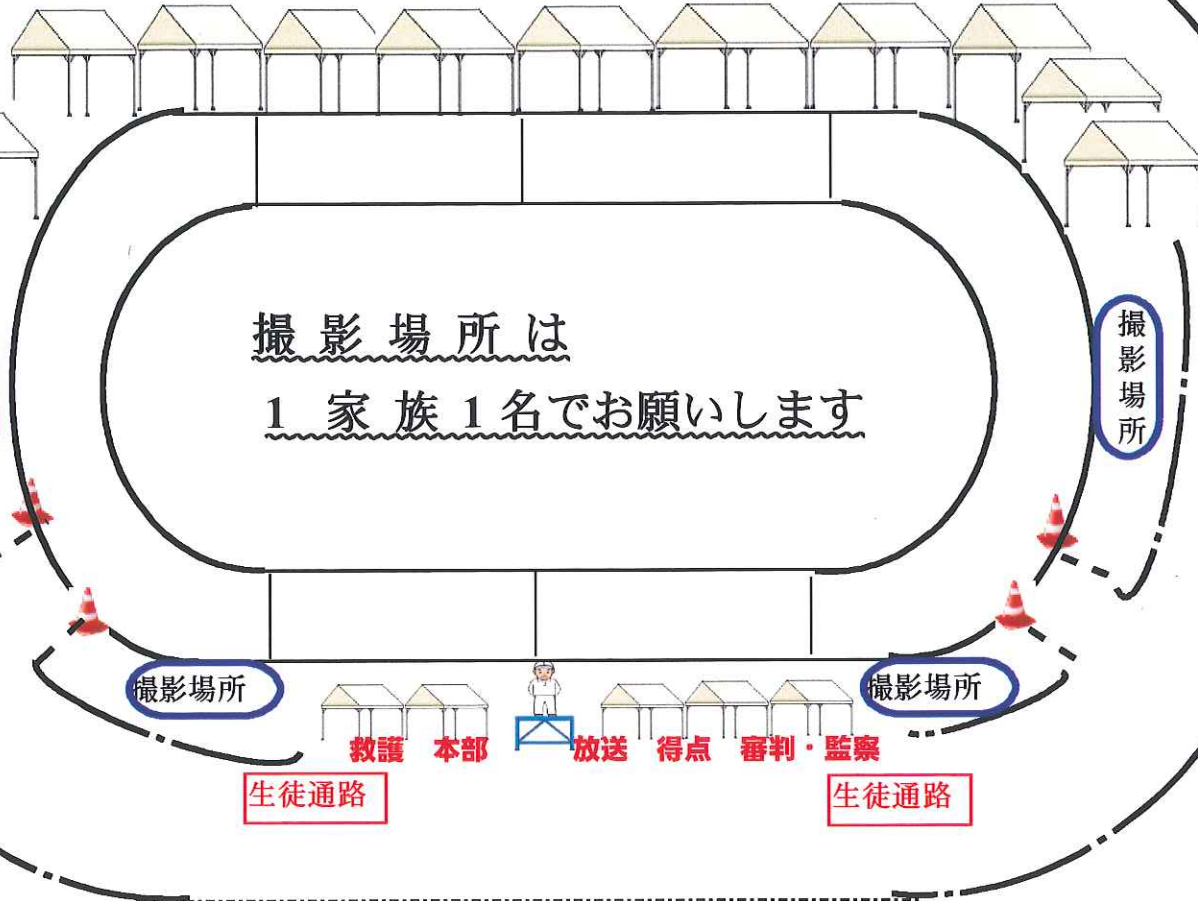 撮影場所は
1 家族1名でお願いします
撮影場所
撮影場所
撮影場所
救護 本部 放送 得点 審判・監察
生徒通路
生徒通路